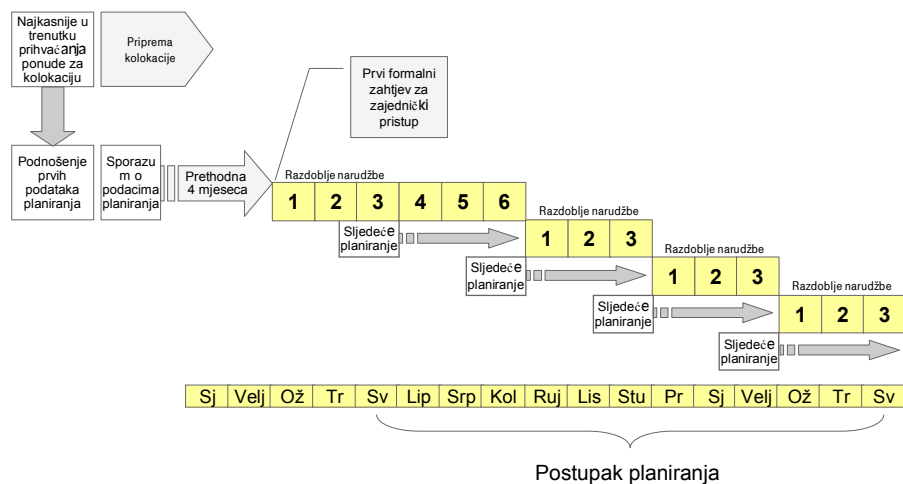 Najkasnije u
trenutku
prihvaćanja
ponude za
kolokaciju
Priprema
kolokacije
Prvi formalni
zahtjev za
zajednički
pristup
Podnošenje
prvih
podataka
planiranja
Sporazu
m o
podacima
planiranja
Prethodna
4 mjeseca
Razdoblje narudžbe
1 2 3 4 5 6
Sljedeće
planiranje
Razdoblje narudžbe
1 2 3
Sljedeće
planiranje
Razdoblje narudžbe
1 2 3
Sljedeće
planiranje
Razdoblje narudžbe
1 2 3
Sljedeće
planiranje
Sj Velj Ož Tr Sv Lip Srp Kol Ruj Lis Stu Pr Sj Velj Ož Tr Sv
Postupak planiranja